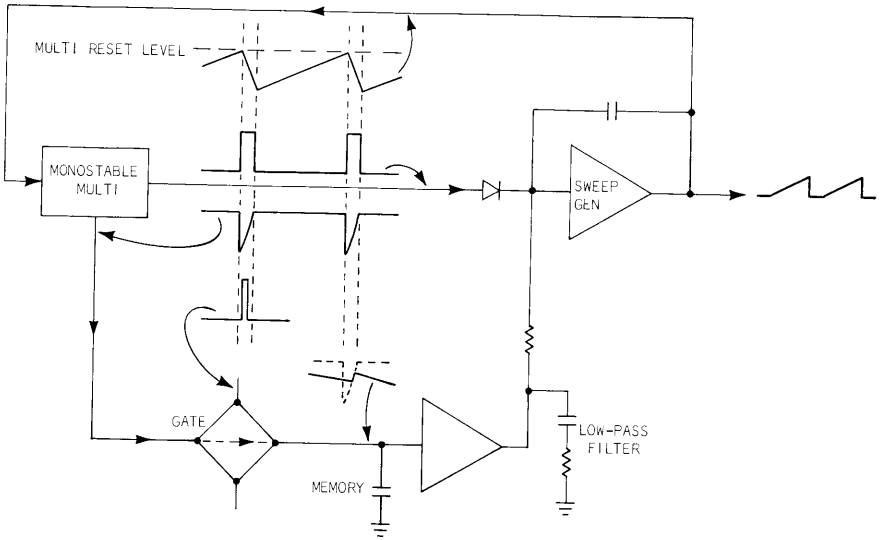 MULTI RESET LEVEL
MONOSTABLE
MULTI
SWEEP
GEN
GATE
LOW-PASS
FILTER
MEMORY